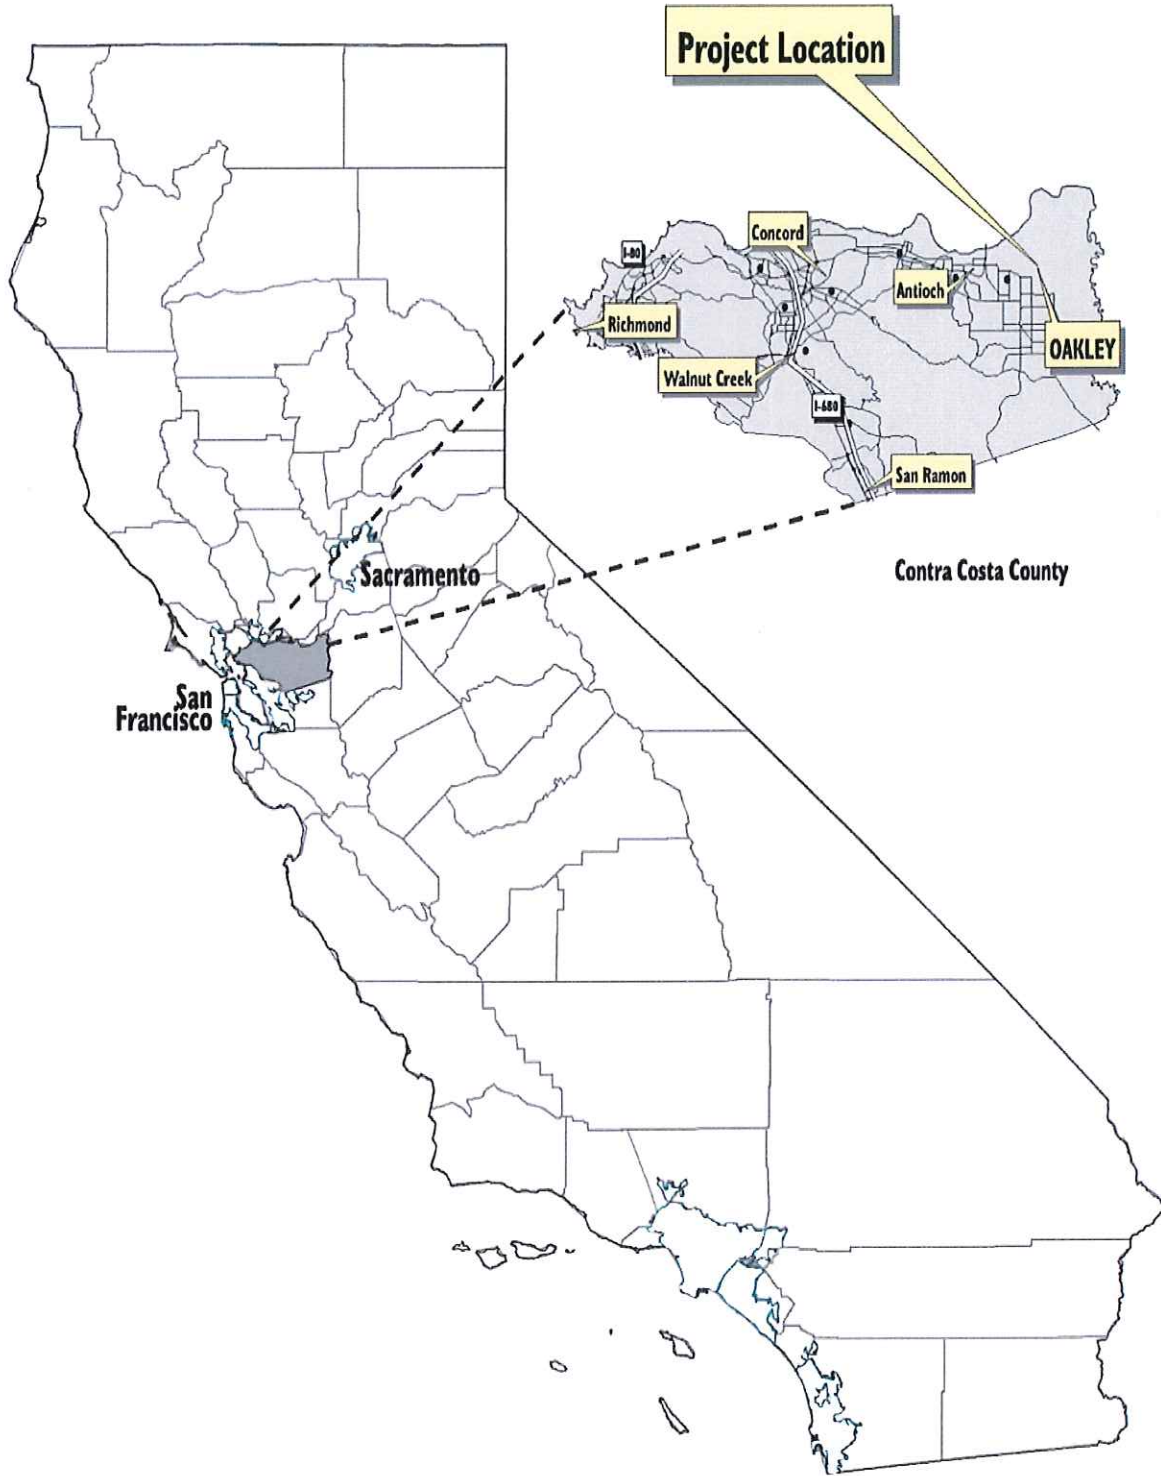 Project Location
Concord
I-80
Antioch
Richmond
OAKLEY
Walnut Creek
I-680
San Ramon
Contra Costa County
Sacramento
San
Francisco